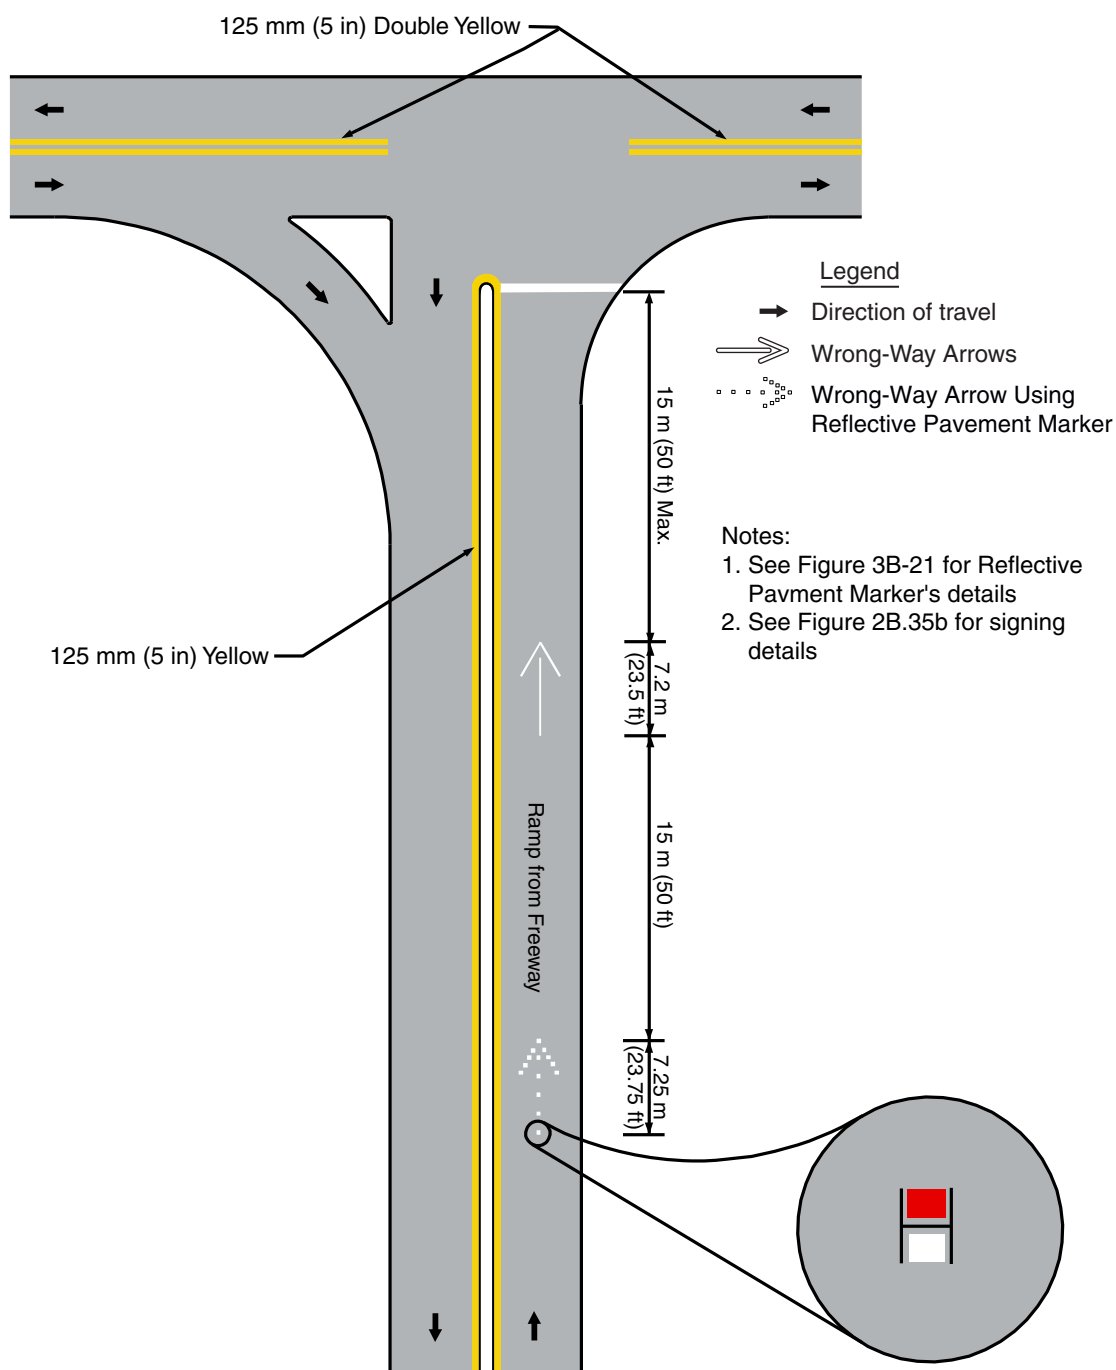 125 mm (5 in) Double Yellow
Legend
Direction of travel
Wrong-Way Arrows
Wrong-Way Arrow Using
Reflective Pavement Marker
15 m (50 ft) Max.
Notes:
1. See Figure 3B-21 for Reflective
Pavment Marker's details
2. See Figure 2B.35b for signing
details
125 mm (5 in) Yellow
7.2 m
(23.5 ft)
Ramp from Freeway
15 m (50 ft)
7.25 m
(23.75 ft)